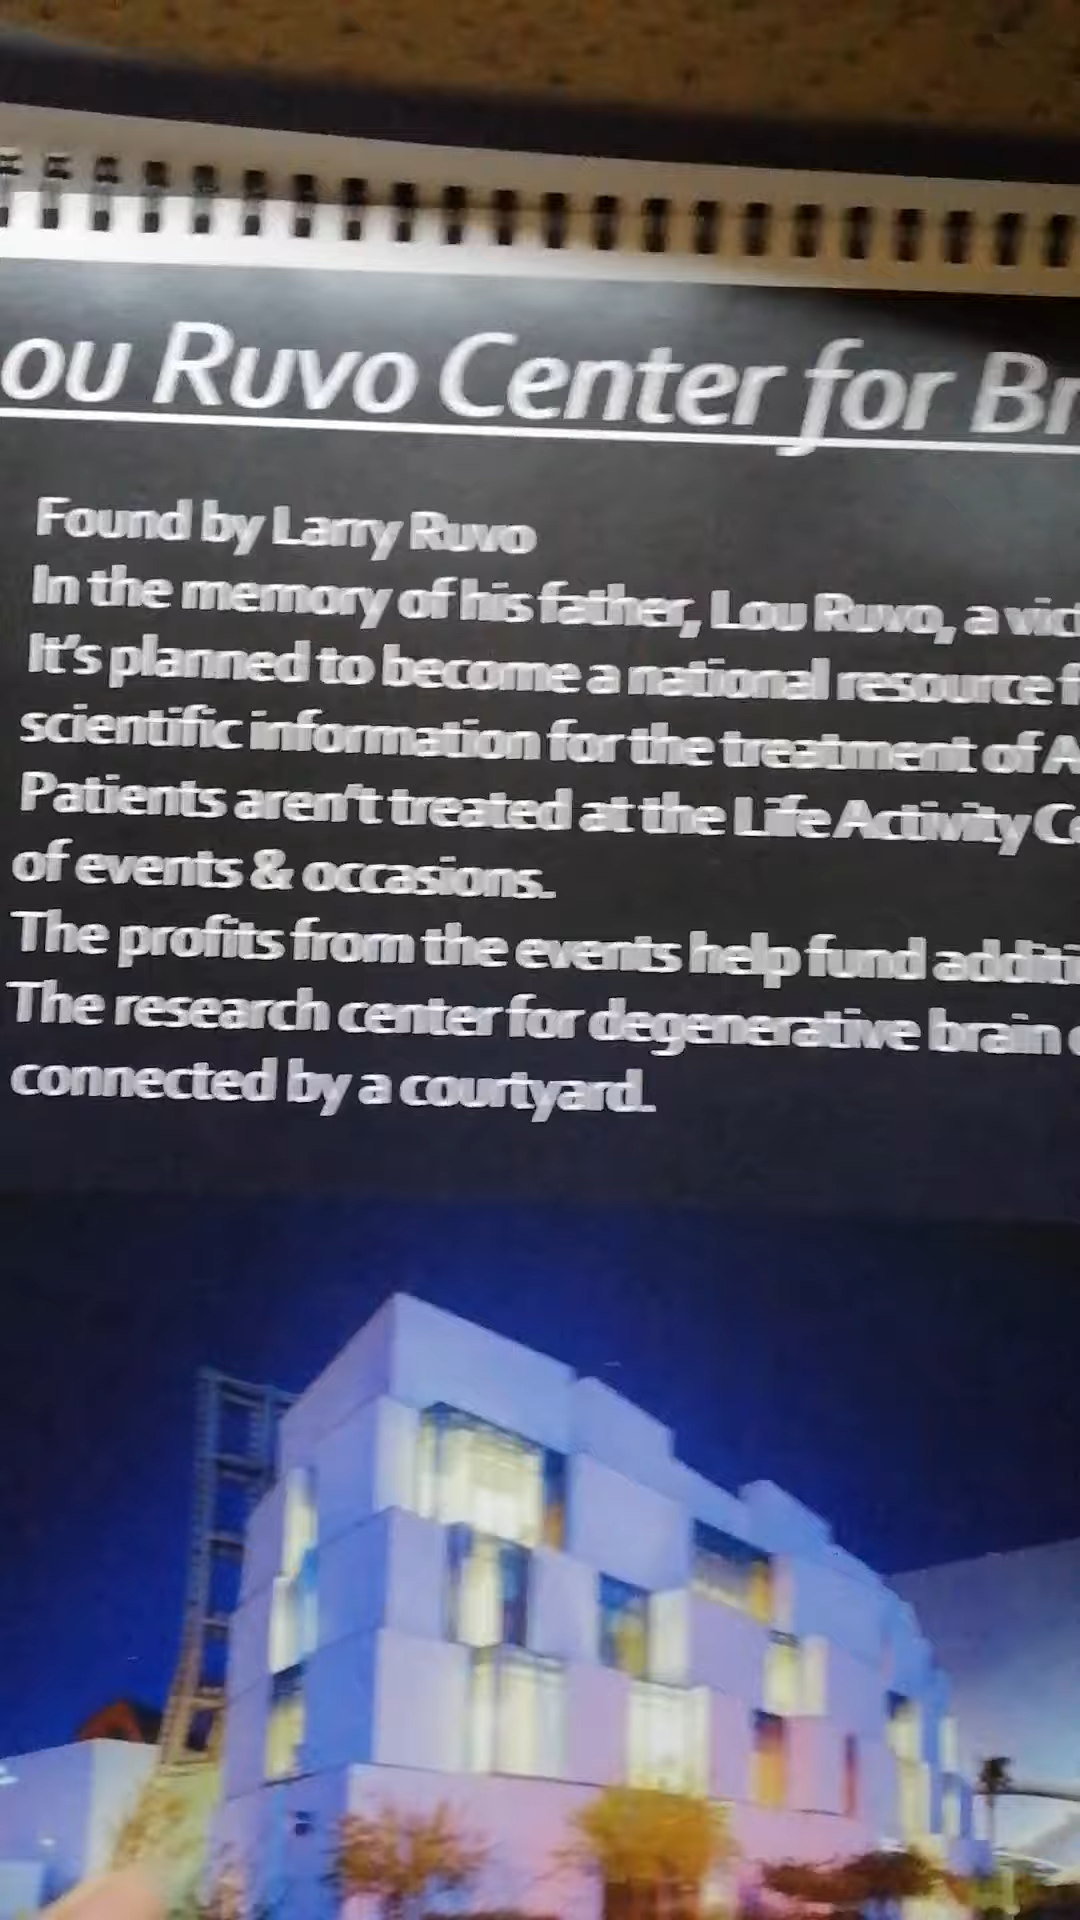 ou Ruvo Center for Br
Found by Larry Ruvo
In the memory of his father, Lou Ruvo, a vict
It's planned to become a national resource f
scientific information for the treatment of A
Patients aren't treated at the Life Activity Ce
of events & occasions.
The profits from the events help fund additi
The research center for degenerative brain
connected by a courtyard.